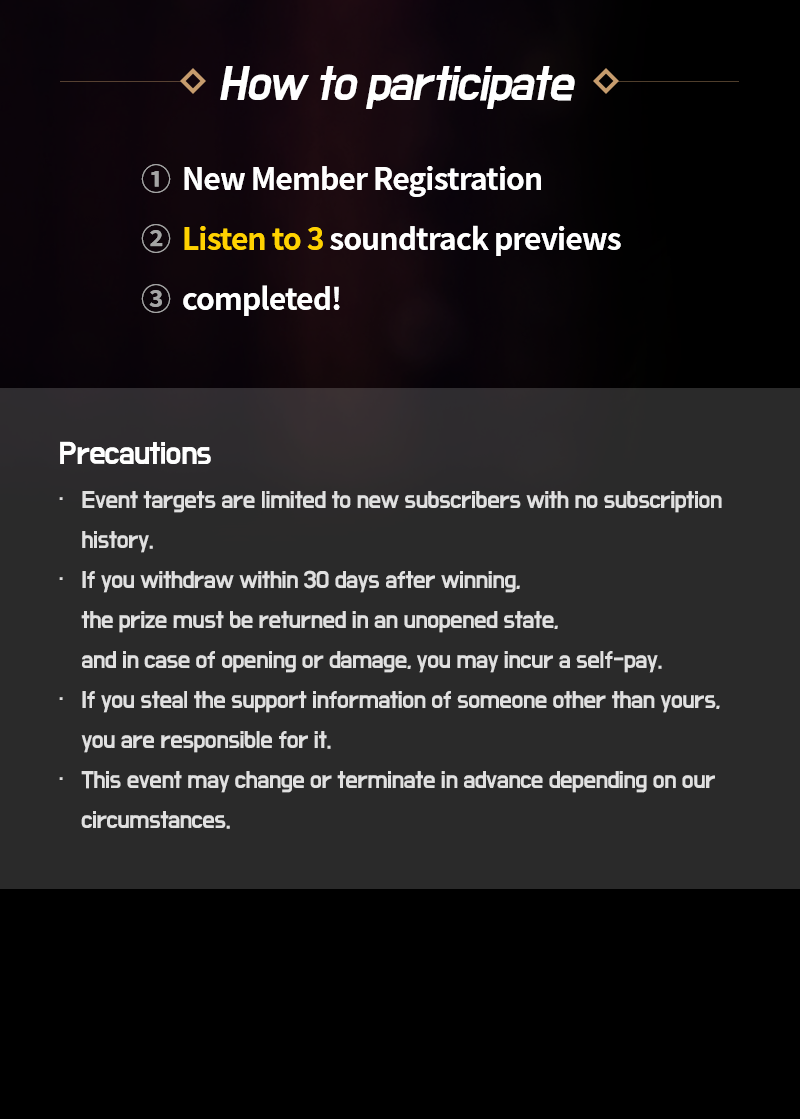 How to participate
① New Member Registration
② Listen to 3 soundtrack previews
③ completed!
Precautions
· Event targets are limited to new subscribers with no subscription
history.
· If you withdraw within 30 days after winning,
the prize must be returned in an unopened state,
and in case of opening or damage, you may incur a self-pay.
· If you steal the support information of someone other than yours,
you are responsible for it.
· This event may change or terminate in advance depending on our
circumstances.